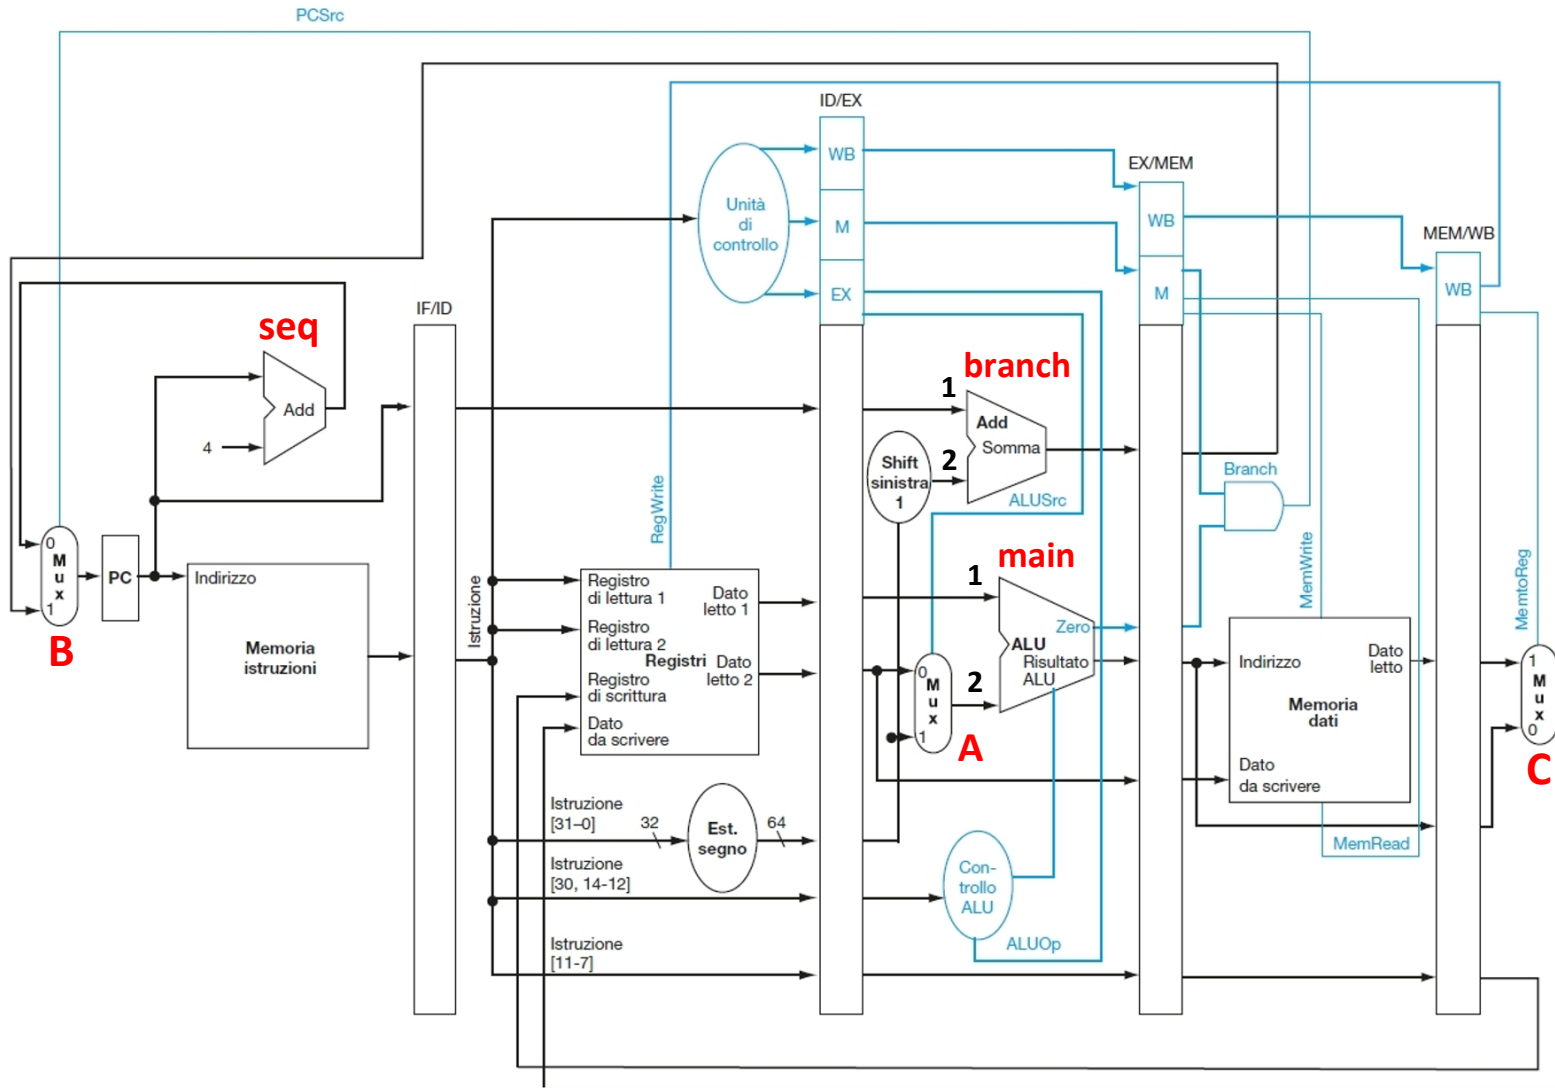 PCSrc
ID/EX
WB
EX/MEM
Unità
di
controllo
M
WB
MEM/WB
EX
M
WB
IF/ID
seq
branch
1
Add
Add
Somma
4
Shift
sinistra
1
2
Branch
ALUSrc
RegWrite
MemWrite
MemtoReg
0
M
u
x
1
B
PC
Indirizzo
Memoria
istruzioni
Istruzione
Registro
di lettura 1
Registro
di lettura 2
Registri
Registro
di scrittura
Dato
da scrivere
Dato
letto 1
Dato
letto 2
main
1
Zero
ALU
Risultato
ALU
2
0
M
u
x
1
A
Indirizzo
Dato
letto
Memoria
dati
Dato
da scrivere
MemRead
1
M
u
x
0
C
Istruzione
[31–0]
32
Est.
segno
64
Istruzione
[30, 14-12]
Con-
trollo
ALU
ALUOp
Istruzione
[11-7]